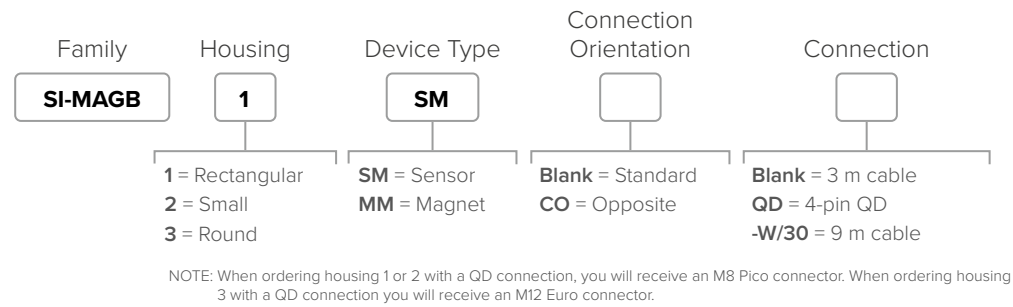 Family
Housing
Device Type
Connection
Orientation
Connection
SI-MAGB
1
SM
1 = Rectangular
2 = Small
3 = Round
SM = Sensor
MM = Magnet
Blank = Standard
CO = Opposite
Blank = 3 m cable
QD = 4-pin QD
-W/30 = 9 m cable
NOTE: When ordering housing 1 or 2 with a QD connection, you will receive an M8 Pico connector. When ordering housing
3 with a QD connection you will receive an M12 Euro connector.